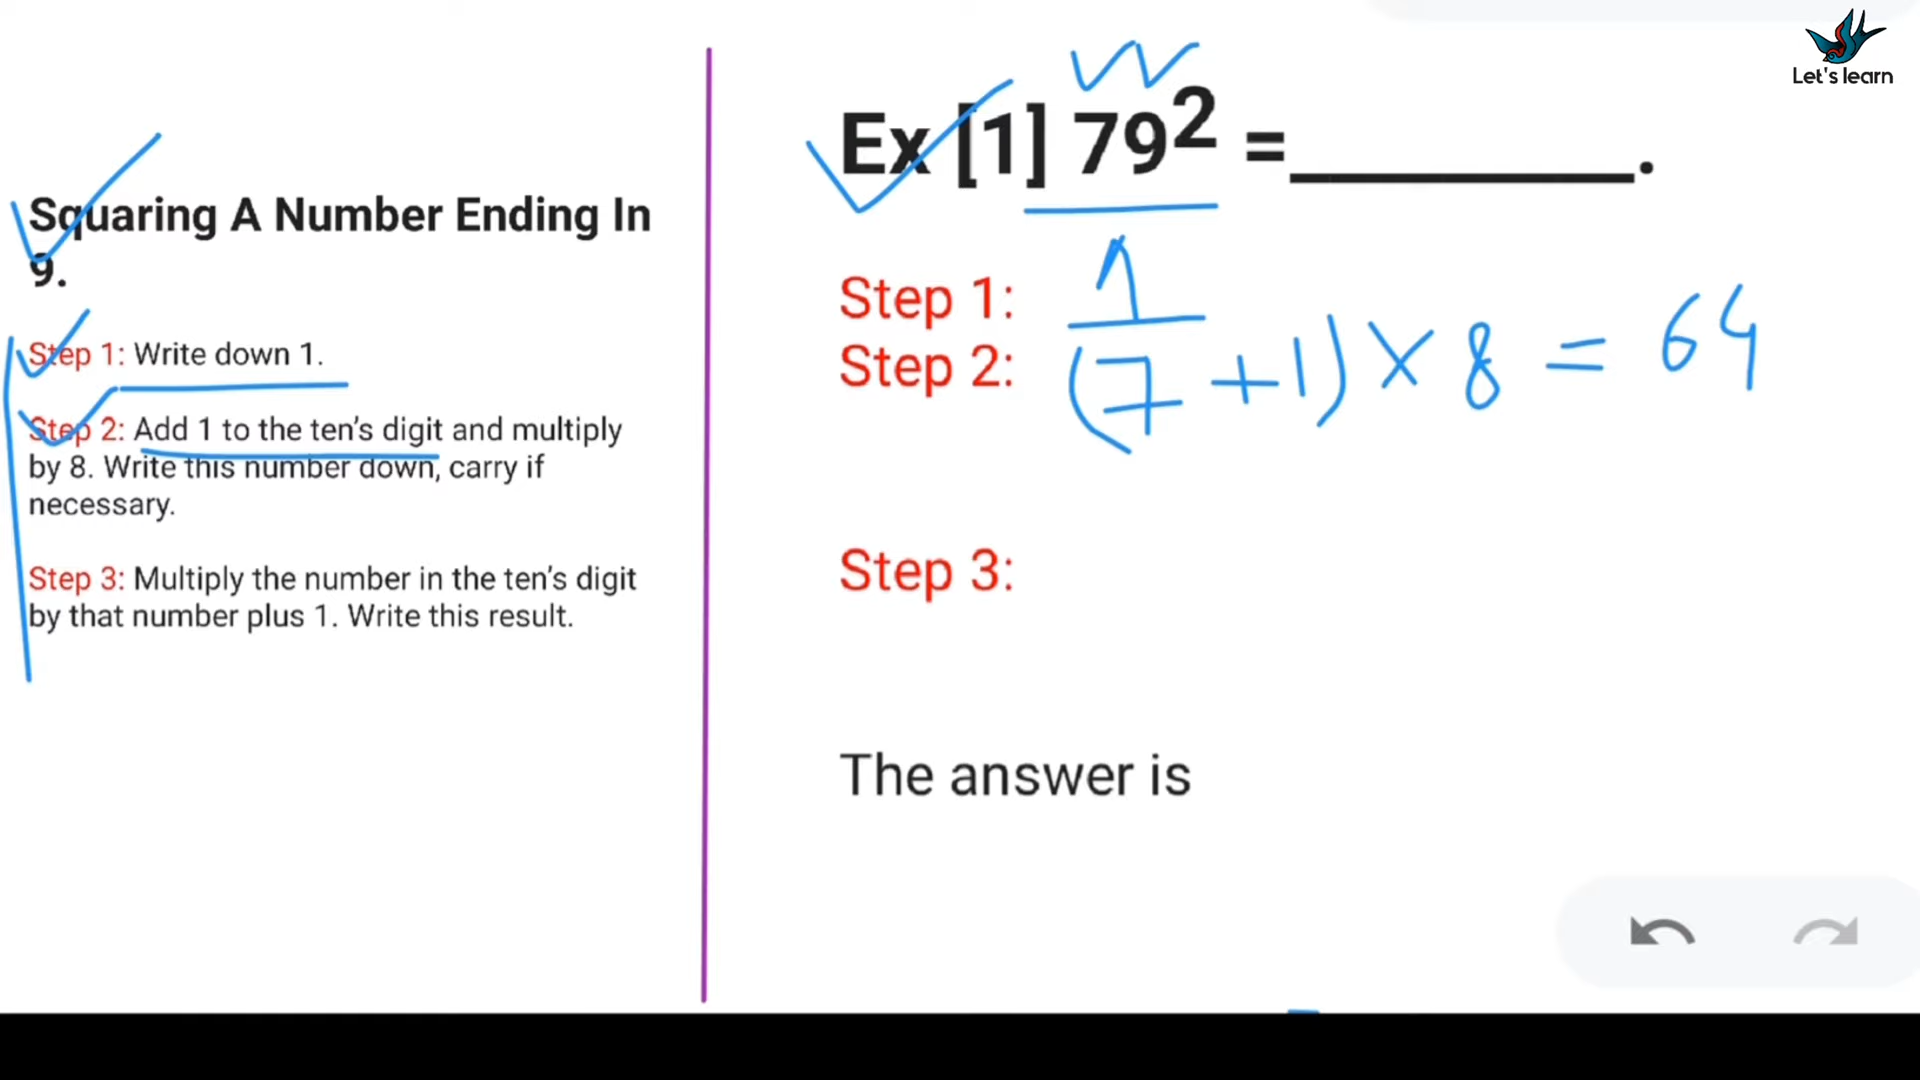 Let's learn
Squaring A Number Ending In
9.
Step 1: Write down 1.
Step 2: Add 1 to the ten's digit and multiply
by 8. Write this number down, carry if
necessary.
Step 3: Multiply the number in the ten's digit
by that number plus 1. Write this result.
Ex [1] 79² =__________.
Step 1: 1
Step 2: (7+1)×8 = 64
Step 3:
The answer is